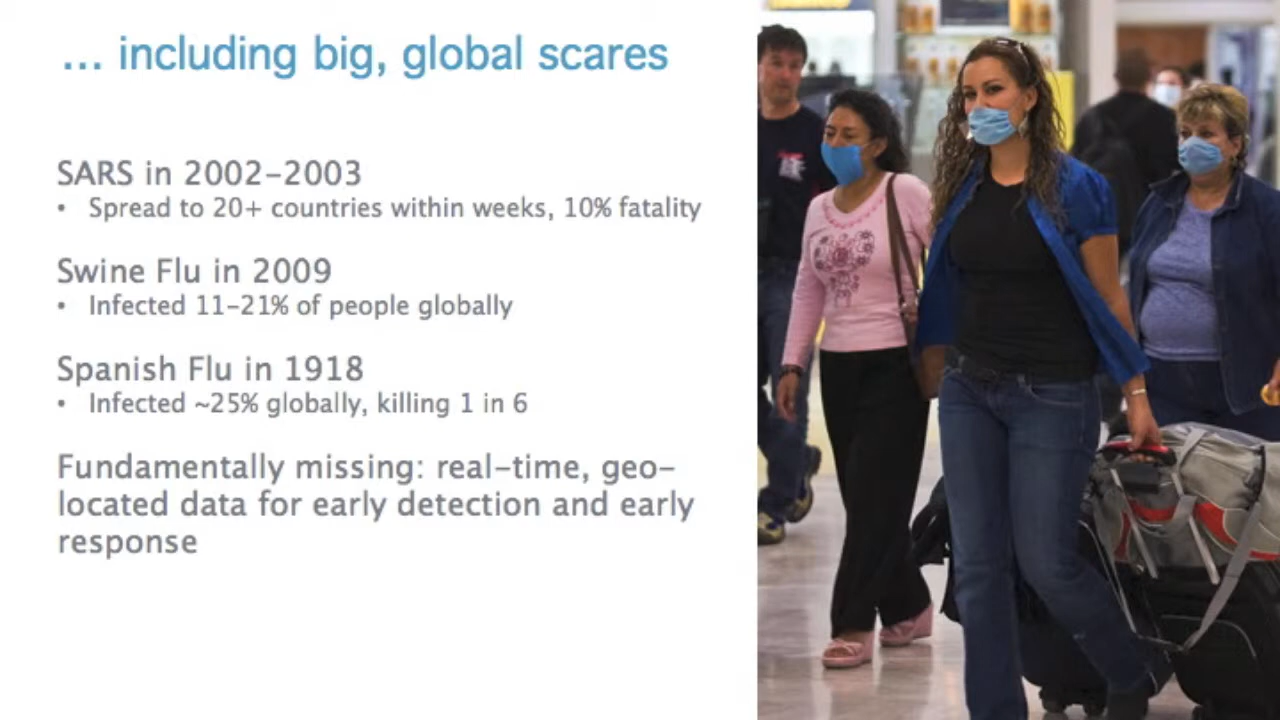 ... including big, global scares
SARS in 2002–2003
• Spread to 20+ countries within weeks, 10% fatality
Swine Flu in 2009
• Infected 11–21% of people globally
Spanish Flu in 1918
• Infected ~25% globally, killing 1 in 6
Fundamentally missing: real–time, geo–
located data for early detection and early
response